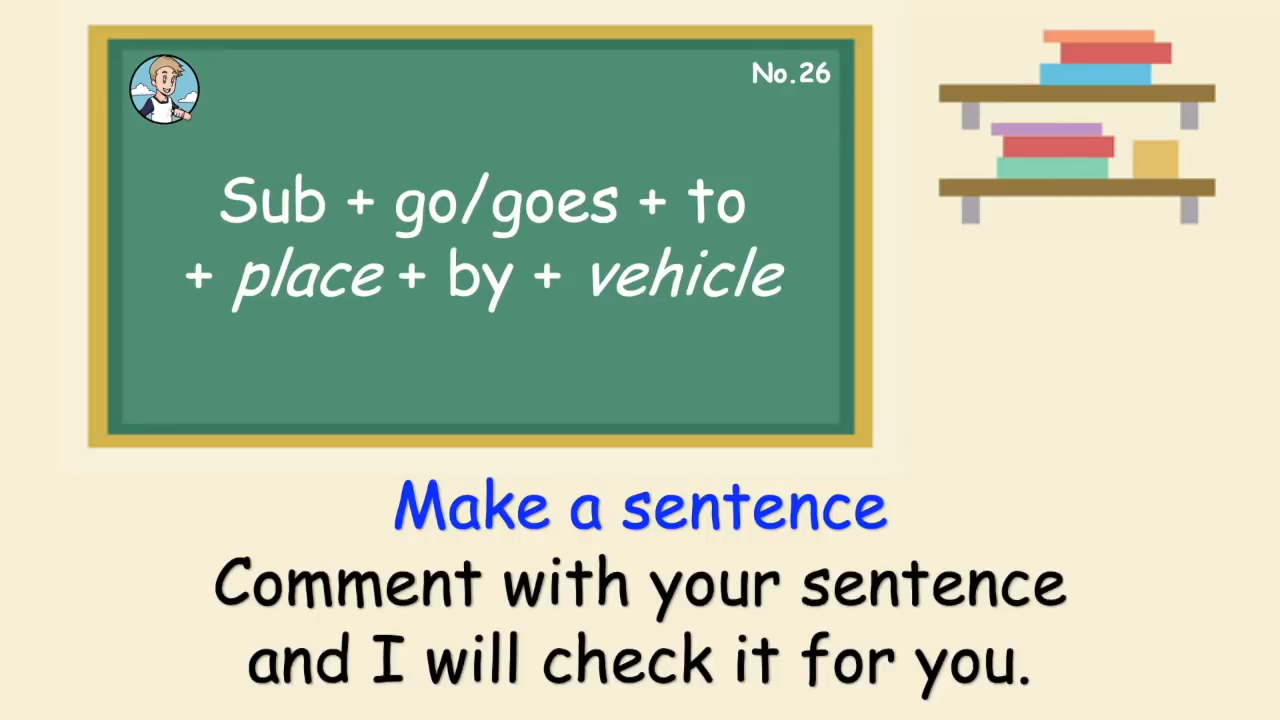 No.26
Sub + go/goes + to
+ place + by + vehicle
Make a sentence
Comment with your sentence
and I will check it for you.